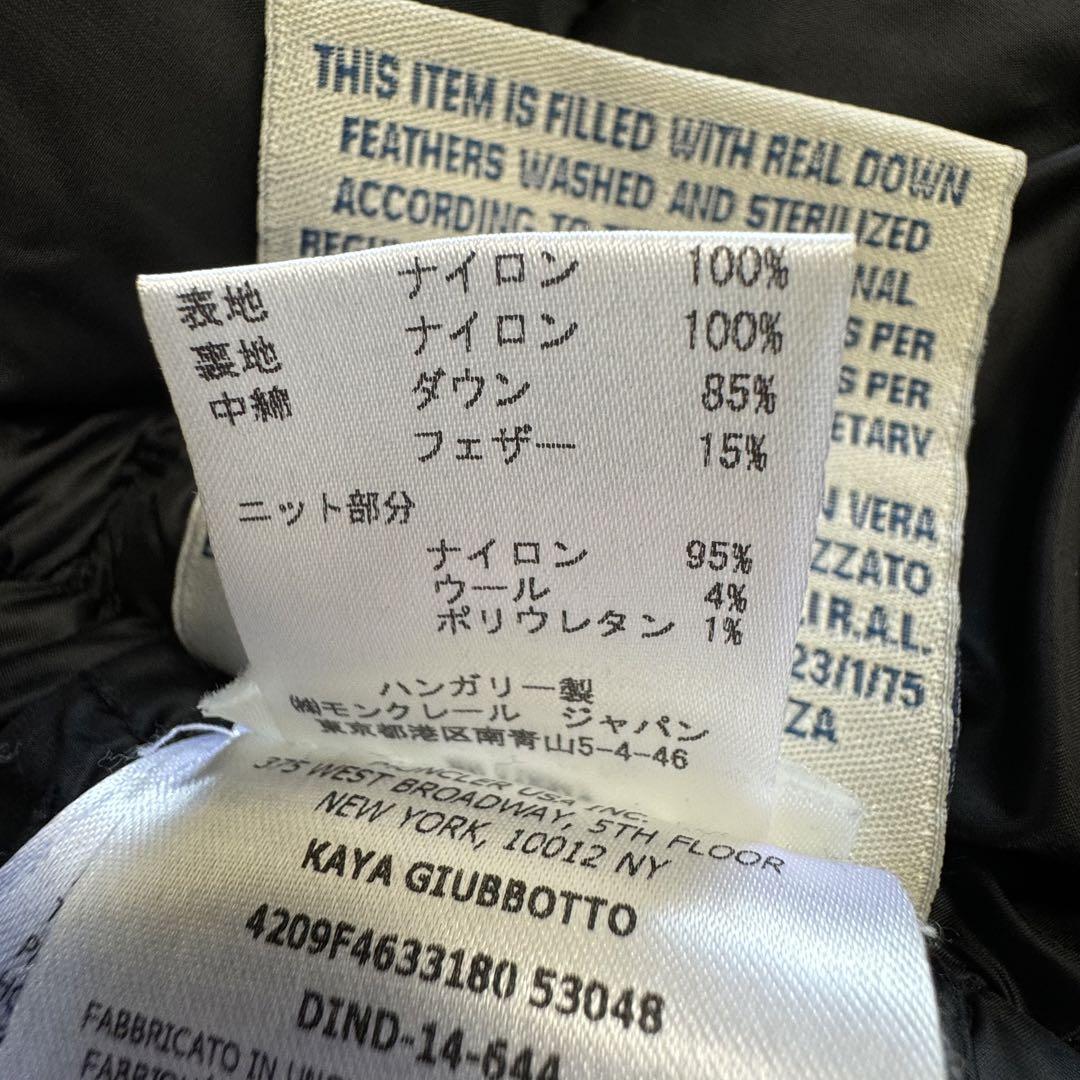 THIS ITEM IS FILLED WITH REAL DOWN
FEATHERS WASHED AND STERILIZED
ACCORDING TO
NAL
S PER
S PER
ETARY
VERA
ZZATO
R.A.L.
23/1/75
ZA
表地 ナイロン 100%
裏地 ナイロン 100%
中綿 ダウン 85%
フェザー 15%
ニット部分
ナイロン 95%
ウール 4%
ポリウレタン 1%
ハンガリー製
㈱モンクレール ジャパン
東京都港区南青山5-4-46
MONCLER USA INC.
375 WEST BROADWAY, 5TH FLOOR
NEW YORK, 10012 NY
KAYA GIUBBOTTO
4209F4633180 53048
DIND-14-644
FABBRICATO IN